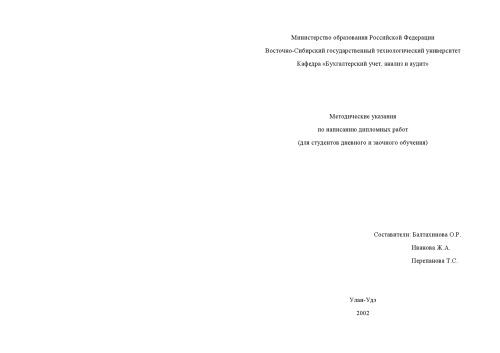 Министерство образования Российской Федерации
Восточно-Сибирский государственный технологический университет
Кафедра «Бухгалтерский учет, анализ и аудит»
Методические указания
по написанию дипломных работ
(для студентов дневного и заочного обучения)
Составители: Балтахинова О.Р.
Иванова Ж.А.
Перепанова Т.С.
Улан-Удэ
2002